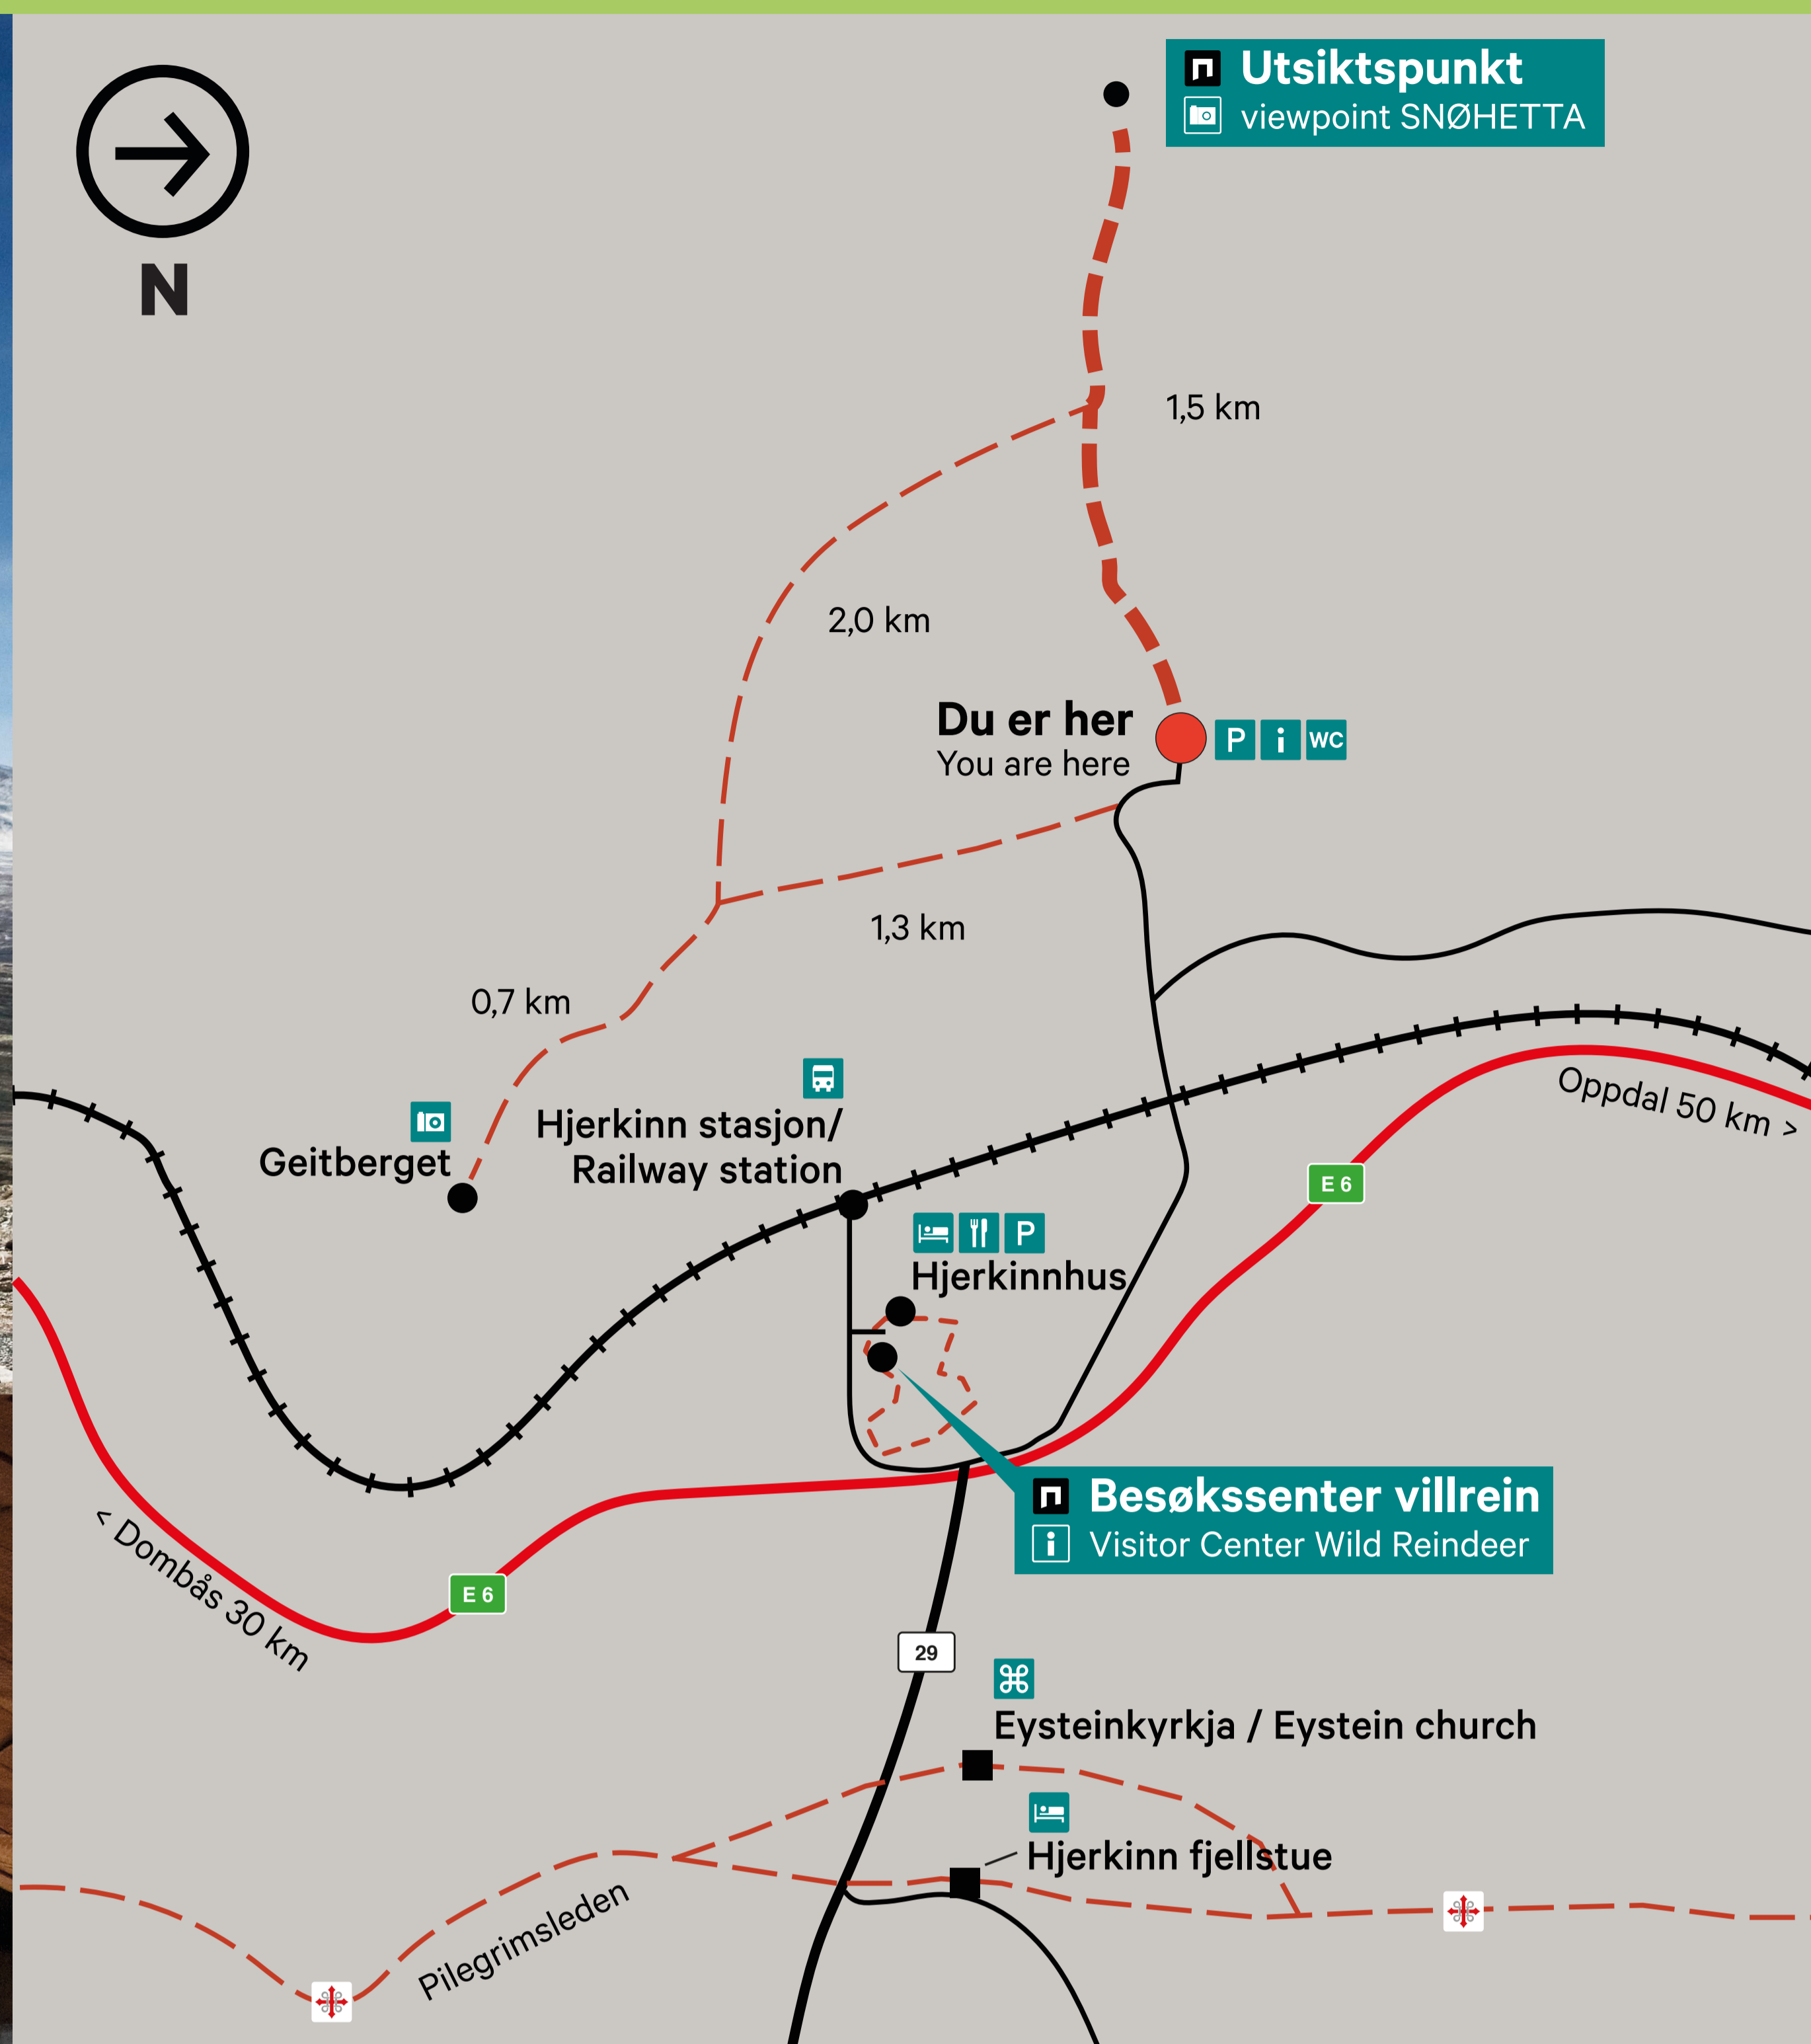 N
Utsiktspunkt
viewpoint SNØHETTA
1,5 km
2,0 km
Du er her
You are here
P i WC
1,3 km
0,7 km
Geitberget
Hjerkinn stasjon/
Railway station
Oppdal 50 km >
E 6
P
Hjerkinnhus
Besøkssenter villrein
i Visitor Center Wild Reindeer
< Dombås 30 km
E 6
29
Eysteinkyrkja / Eystein church
Hjerkinn fjellstue
Pilegrimsleden